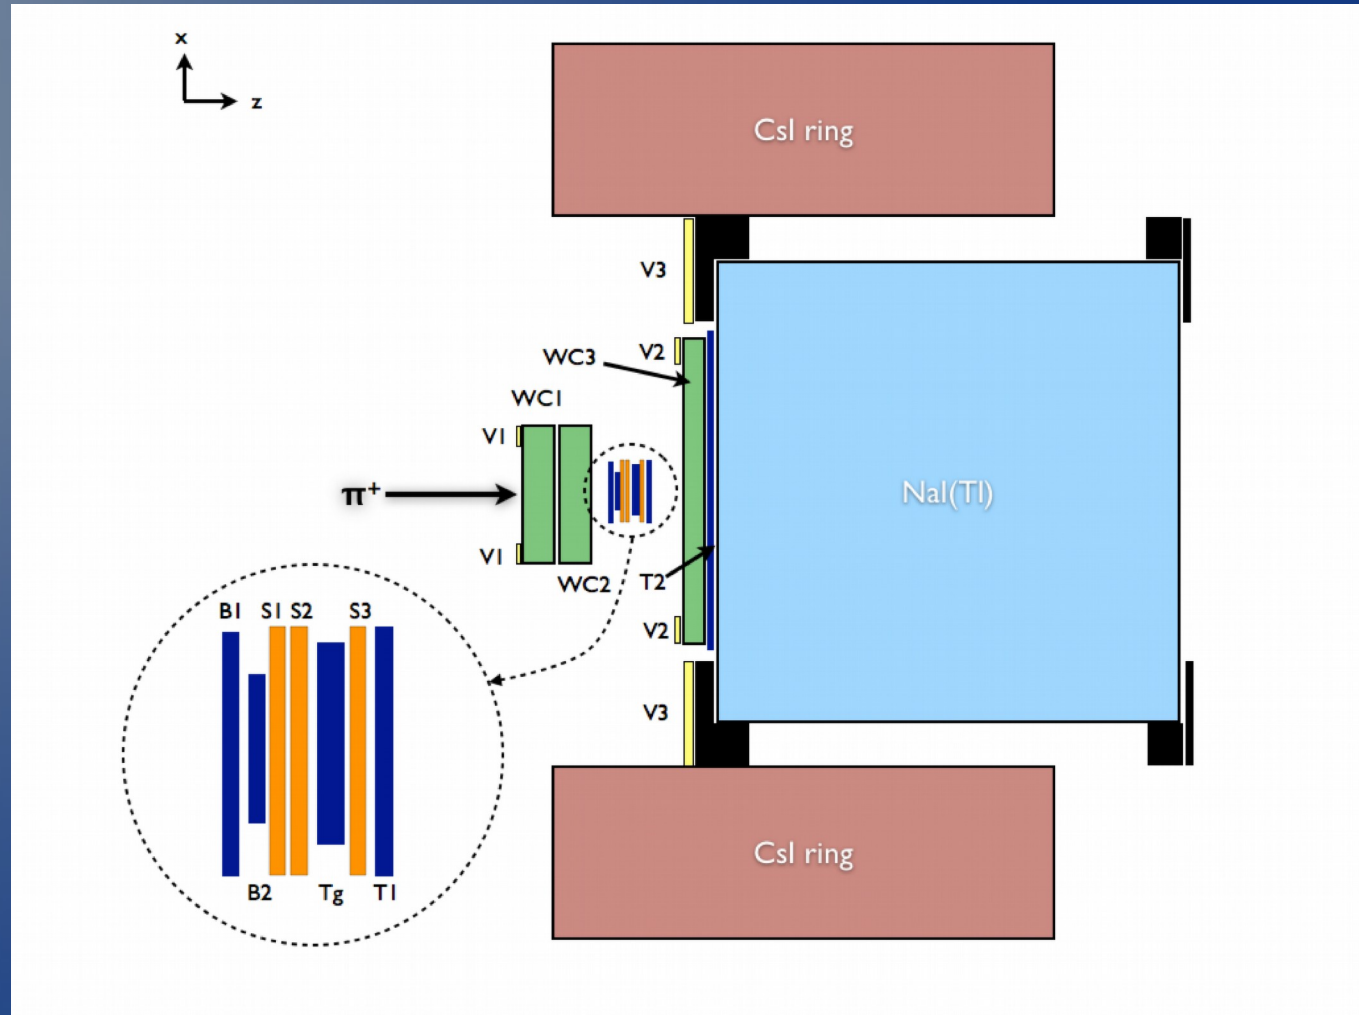 x
z
CsI ring
V3
V2
WC3
WC1
V1
π+
NaI(Tl)
V1
WC2
T2
B1 S1 S2 S3
V2
V3
CsI ring
B2 Tg T1